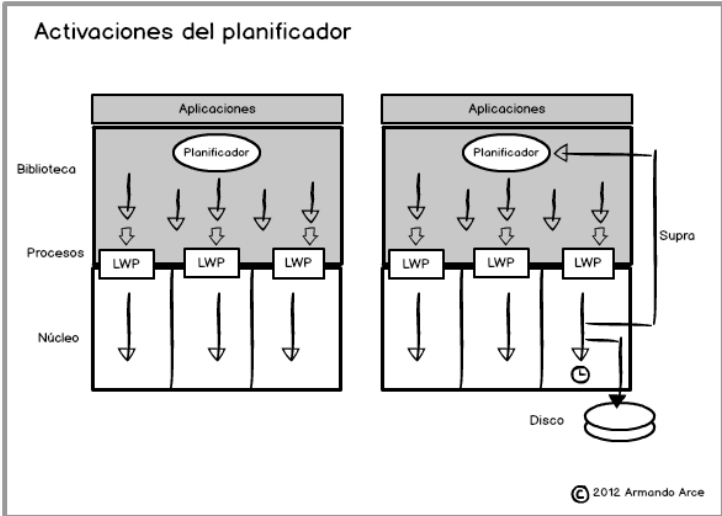 Activaciones del planificador
Aplicaciones
Aplicaciones
Planificador
Planificador
Biblioteca
Supra
Procesos
LWP
LWP
LWP
LWP
LWP
LWP
Núcleo
Disco
© 2012 Armando Arce